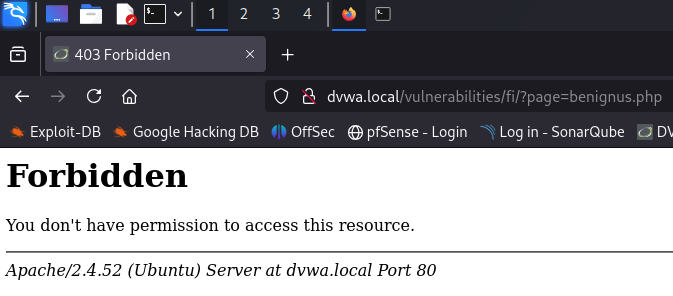 1 2 3 4
403 Forbidden
dvwa.local/vulnerabilities/fi/?page=benignus.php
Exploit-DB Google Hacking DB OffSec pfSense - Login Log in - SonarQube DV
Forbidden
You don't have permission to access this resource.
Apache/2.4.52 (Ubuntu) Server at dvwa.local Port 80